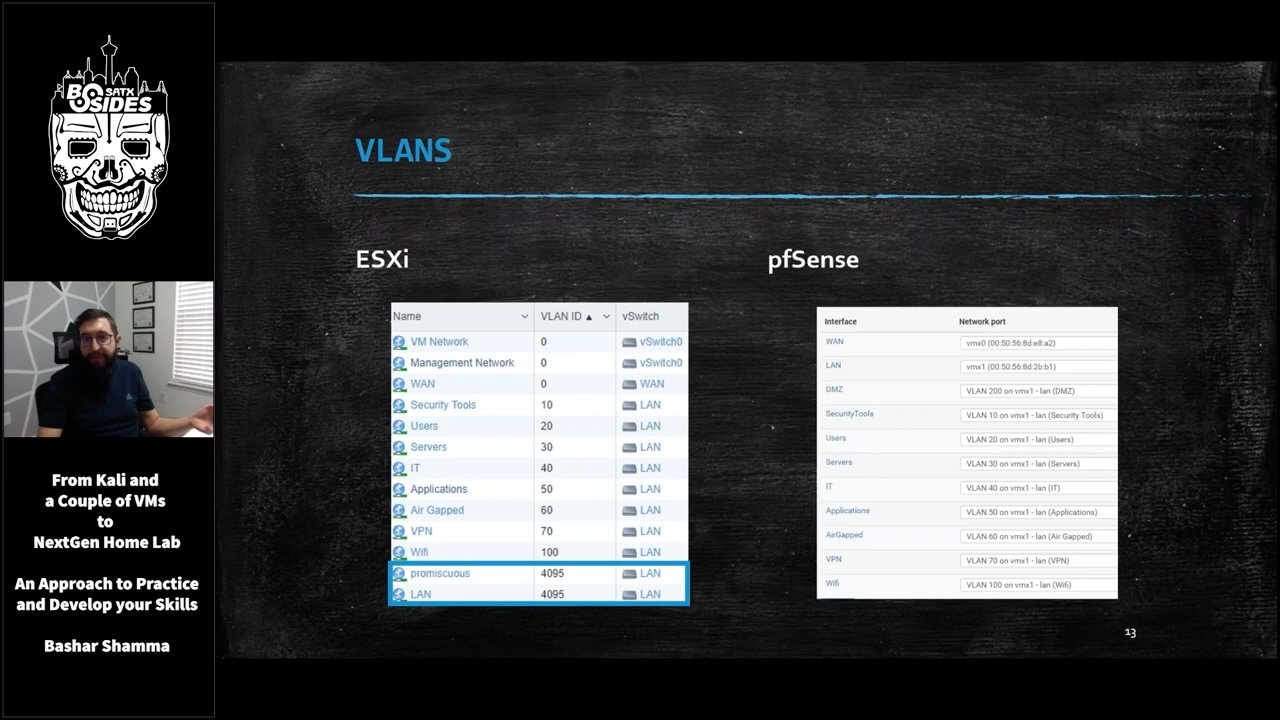 BSIDES
SATX
From Kali and
a Couple of VMs
to
NextGen Home Lab
An Approach to Practice
and Develop your Skills
Bashar Shamma
VLANS
ESXi
Name VLAN ID ▲ vSwitch
VM Network 0 vSwitch0
Management Network 0 vSwitch0
WAN 0 WAN
Security Tools 10 LAN
Users 20 LAN
Servers 30 LAN
IT 40 LAN
Applications 50 LAN
Air Gapped 60 LAN
VPN 70 LAN
Wifi 100 LAN
promiscuous 4095 LAN
LAN 4095 LAN
pfSense
Interface Network port
WAN vmx0 (00:50:56:8d:e8:a2)
LAN vmx1 (00:50:56:8d:2b:b1)
DMZ VLAN 200 on vmx1 - lan (DMZ)
SecurityTools VLAN 10 on vmx1 - lan (Security Tools)
Users VLAN 20 on vmx1 - lan (Users)
Servers VLAN 30 on vmx1 - lan (Servers)
IT VLAN 40 on vmx1 - lan (IT)
Applications VLAN 50 on vmx1 - lan (Applications)
AirGapped VLAN 60 on vmx1 - lan (Air Gapped)
VPN VLAN 70 on vmx1 - lan (VPN)
Wifi VLAN 100 on vmx1 - lan (Wifi)
13